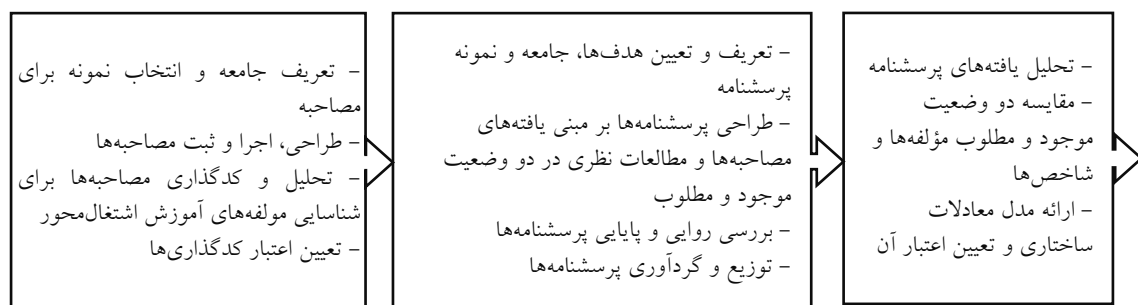 – تعریف جامعه و انتخاب نمونه برای
مصاحبه
– طراحی، اجرا و ثبت مصاحبه‌ها
– تحلیل و کدگذاری مصاحبه‌ها برای
شناسایی مولفه‌های آموزش اشتغال‌محور
– تعیین اعتبار کدگذاری‌ها
– تعریف و تعیین هدف‌ها، جامعه و نمونه
پرسشنامه
– طراحی پرسشنامه‌ها بر مبنی یافته‌های
مصاحبه‌ها و مطالعات نظری در دو وضعیت
موجود و مطلوب
– بررسی روایی و پایایی پرسشنامه‌ها
– توزیع و گردآوری پرسشنامه‌ها
– تحلیل یافته‌های پرسشنامه
– مقایسه دو وضعیت
موجود و مطلوب مؤلفه‌ها و
شاخص‌ها
– ارائه مدل معادلات
ساختاری و تعیین اعتبار آن